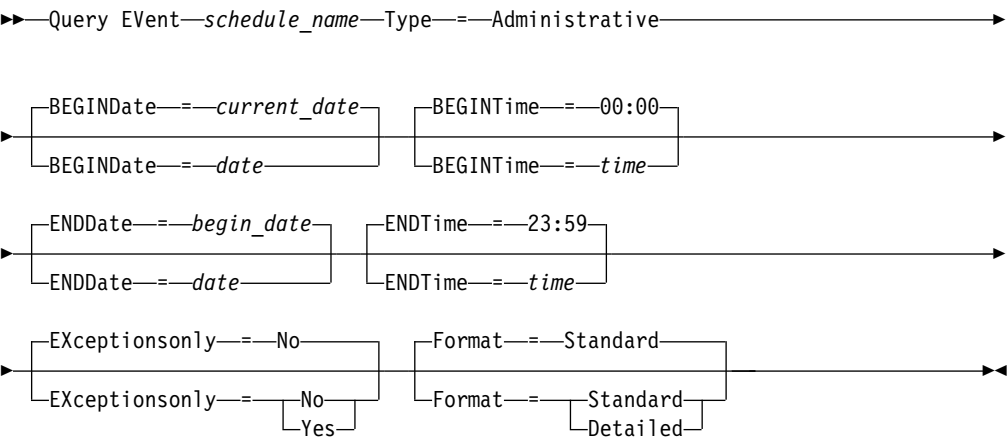 ►►—Query EVent—schedule_name—Type—=—Administrative—►
BEGINDate—=—current_date BEGINTime—=—00:00
BEGINDate—=—date BEGINTime—=—time
ENDDate—=—begin_date ENDTime—=—23:59
ENDDate—=—date ENDTime—=—time
EXceptionsonly—=—No Format—=—Standard
EXceptionsonly—=—No Format—=—Standard
Yes Detailed